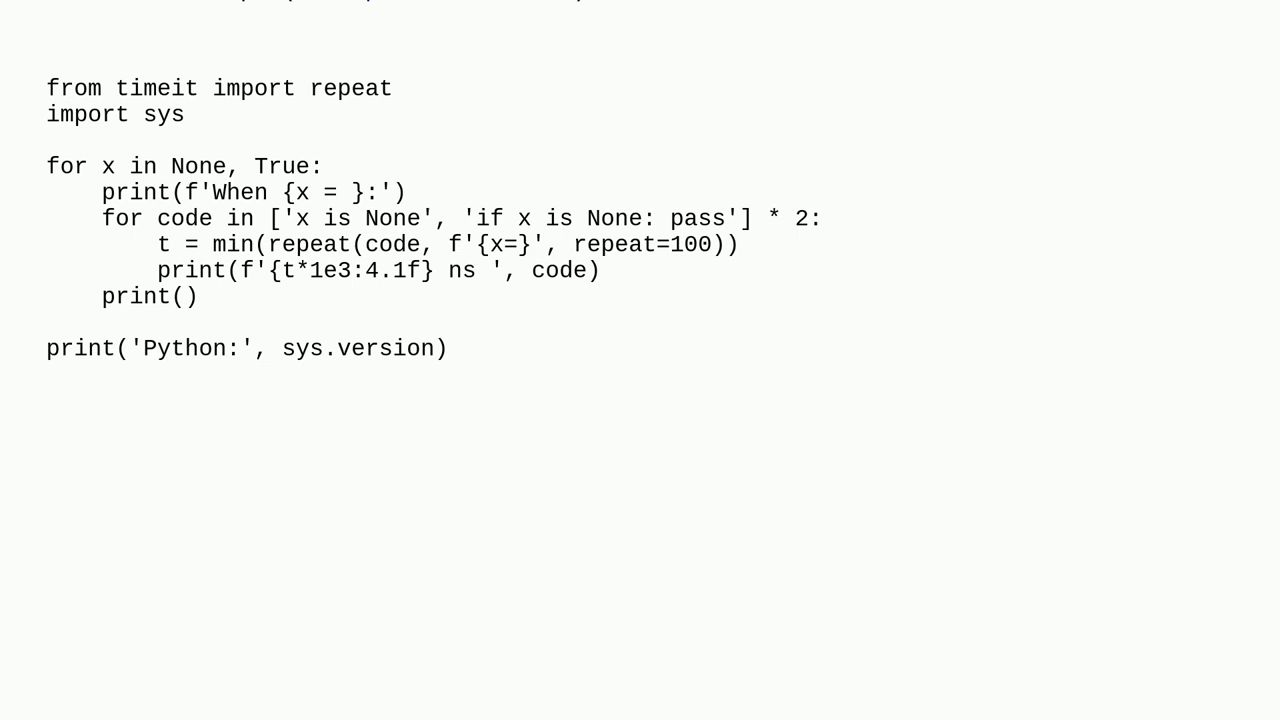 from timeit import repeat
import sys

for x in None, True:
    print(f'When {x = }:')
    for code in ['x is None', 'if x is None: pass'] * 2:
        t = min(repeat(code, f'{x=}', repeat=100))
        print(f'{t*1e3:4.1f} ns ', code)
    print()

print('Python:', sys.version)